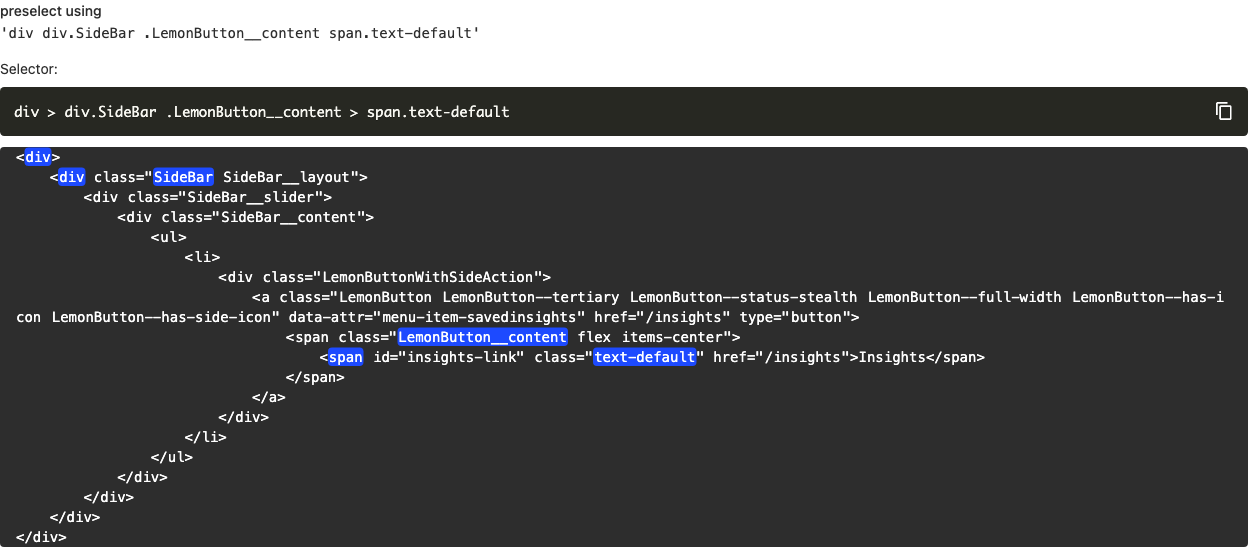 preselect using
'div div.SideBar .LemonButton__content span.text-default'
Selector:
div > div.SideBar .LemonButton__content > span.text-default
<div>
<div class="SideBar SideBar__layout">
<div class="SideBar__slider">
<div class="SideBar__content">
<ul>
<li>
<div class="LemonButtonWithSideAction">
<a class="LemonButton LemonButton--tertiary LemonButton--status-stealth LemonButton--full-width LemonButton--has-i
con LemonButton--has-side-icon" data-attr="menu-item-savedinsights" href="/insights" type="button">
<span class="LemonButton__content flex items-center">
<span id="insights-link" class="text-default" href="/insights">Insights</span>
</span>
</a>
</div>
</li>
</ul>
</div>
</div>
</div>
</div>